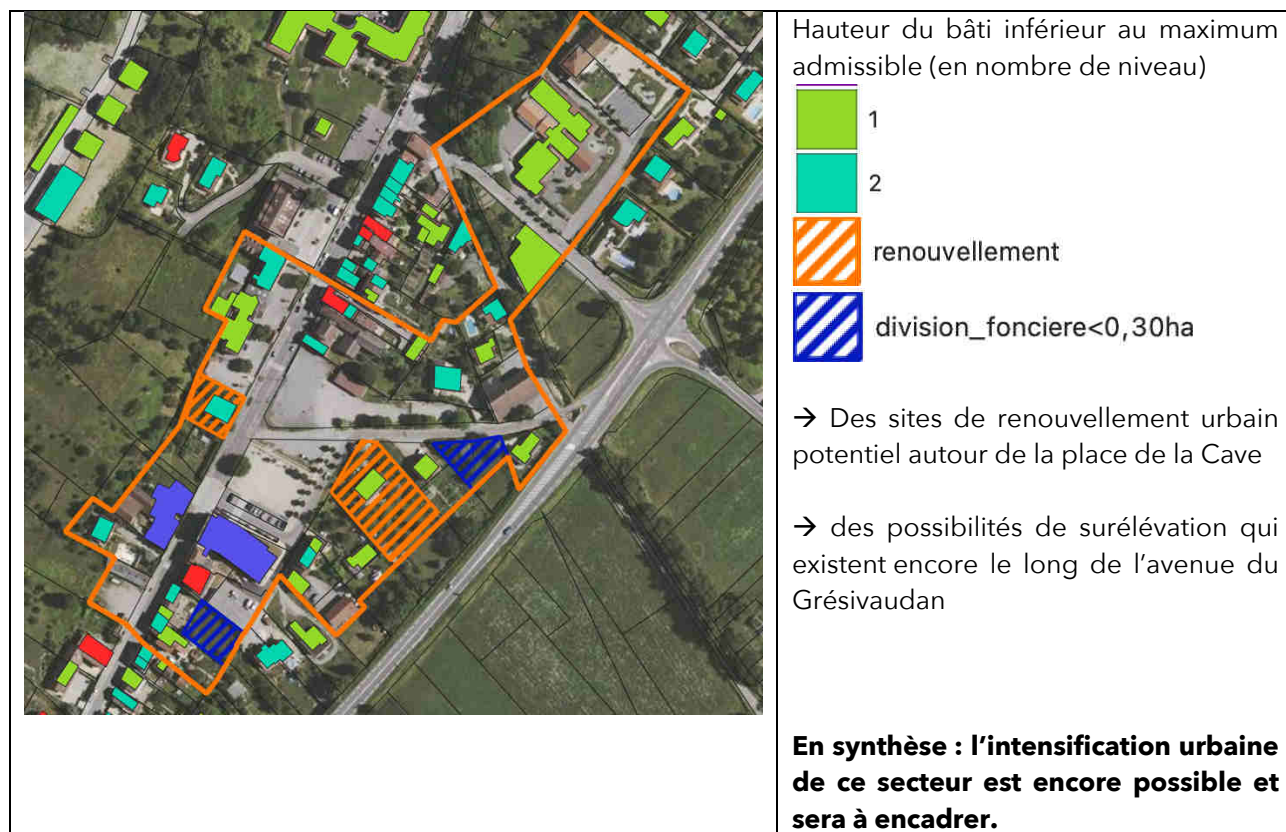 Hauteur du bâti inférieur au maximum
admissible (en nombre de niveau)
1
2
renouvellement
division_fonciere<0,30ha
→ Des sites de renouvellement urbain
potentiel autour de la place de la Cave
→ des possibilités de surélévation qui
existent encore le long de l’avenue du
Grésivaudan
En synthèse : l’intensification urbaine
de ce secteur est encore possible et
sera à encadrer.